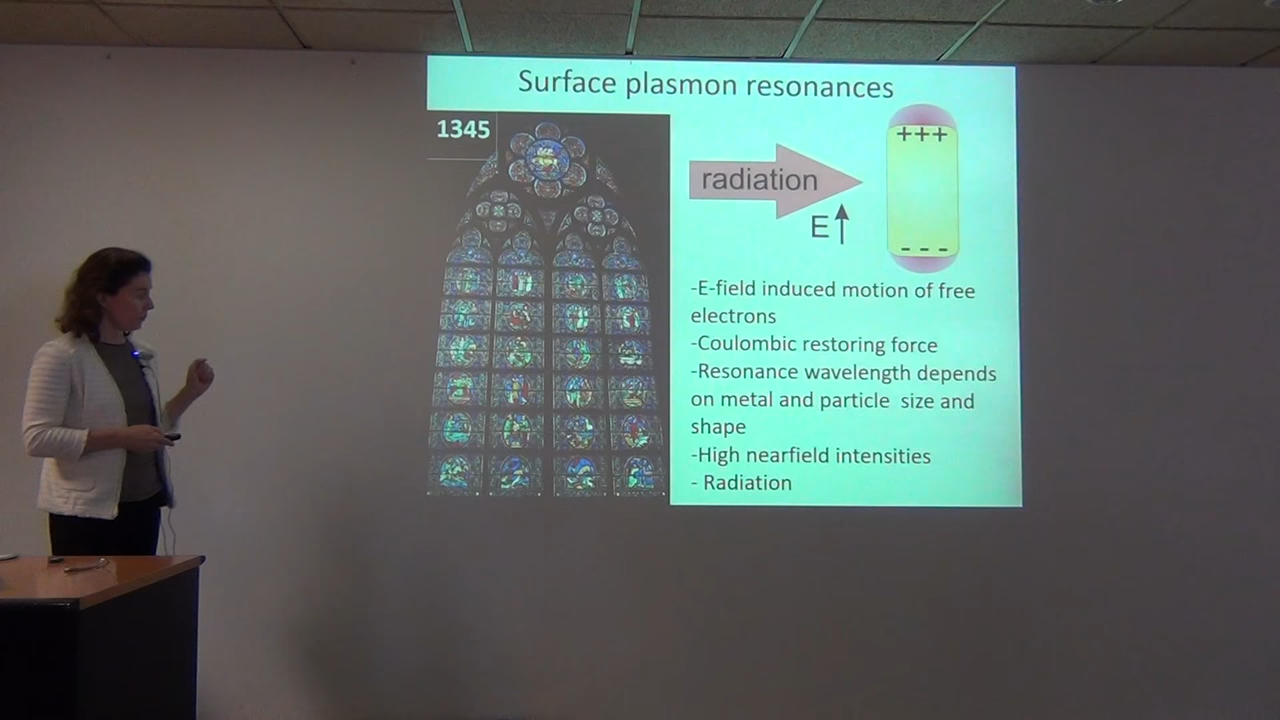 Surface plasmon resonances
1345
+++
radiation
E
- - -
-E-field induced motion of free
electrons
-Coulombic restoring force
-Resonance wavelength depends
on metal and particle size and
shape
-High nearfield intensities
- Radiation